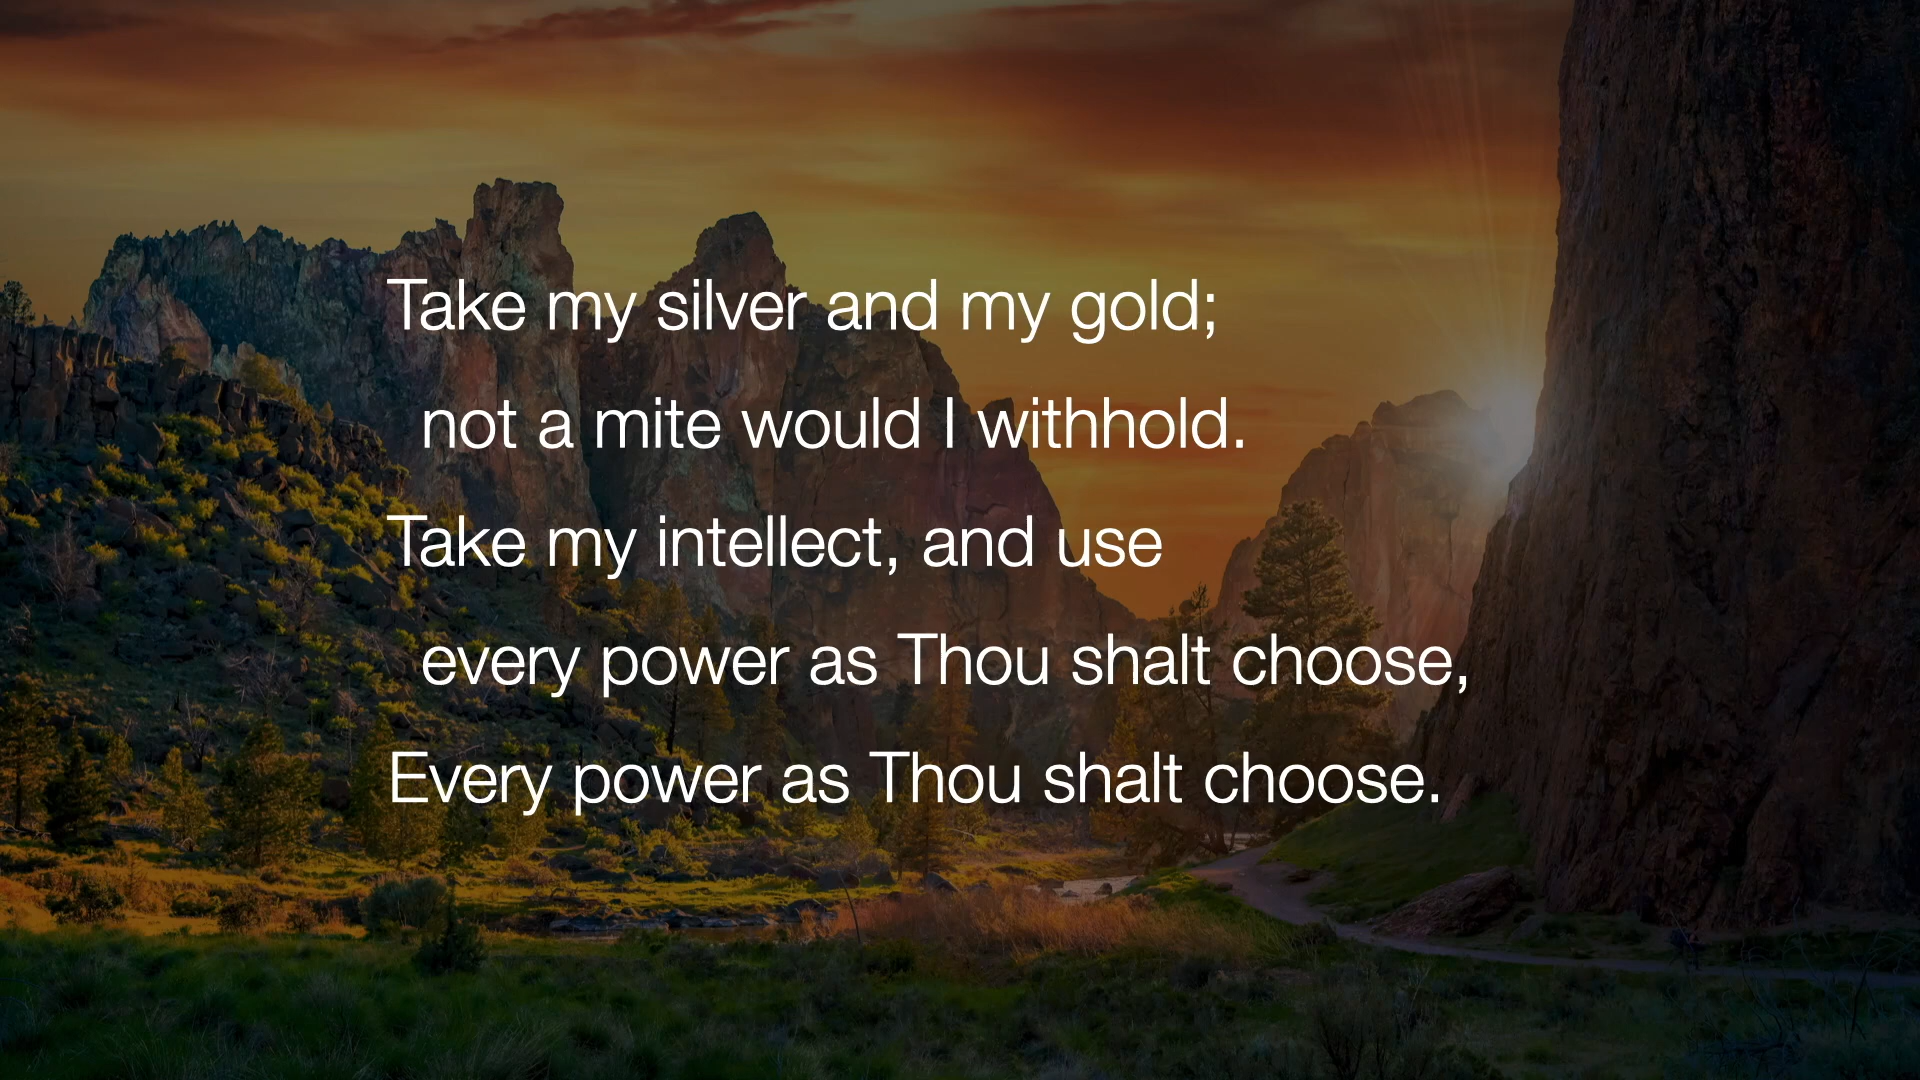 Take my silver and my gold;
not a mite would I withhold.
Take my intellect, and use
every power as Thou shalt choose,
Every power as Thou shalt choose.